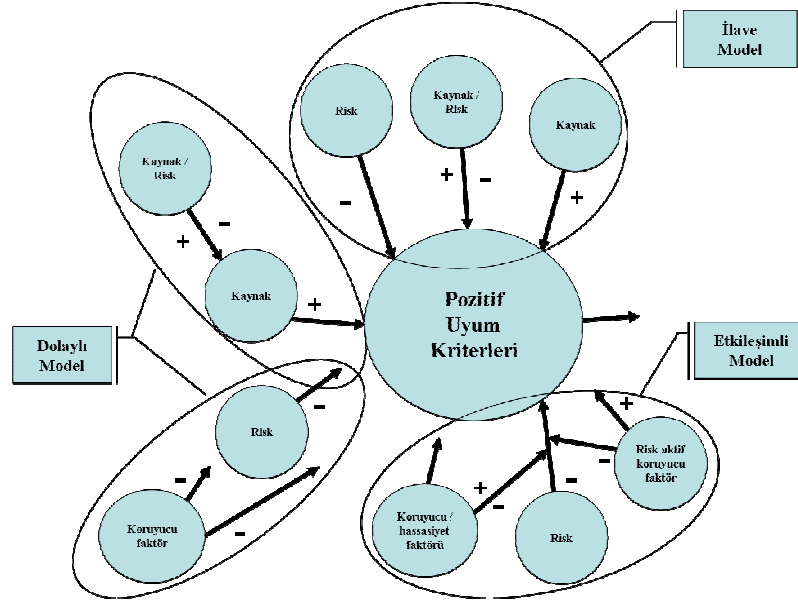 İlave
Model
Risk
Kaynak /
Risk
Kaynak
-
+
-
+
Kaynak /
Risk
-
+
Kaynak
+
Pozitif
Uyum
Kriterleri
Dolaylı
Model
Etkileşimli
Model
Risk
-
Koruyucu
faktör
-
-
Koruyucu /
hassasiyet
faktörü
+
-
Risk
-
Risk aktif
koruyucu
faktör
+
-